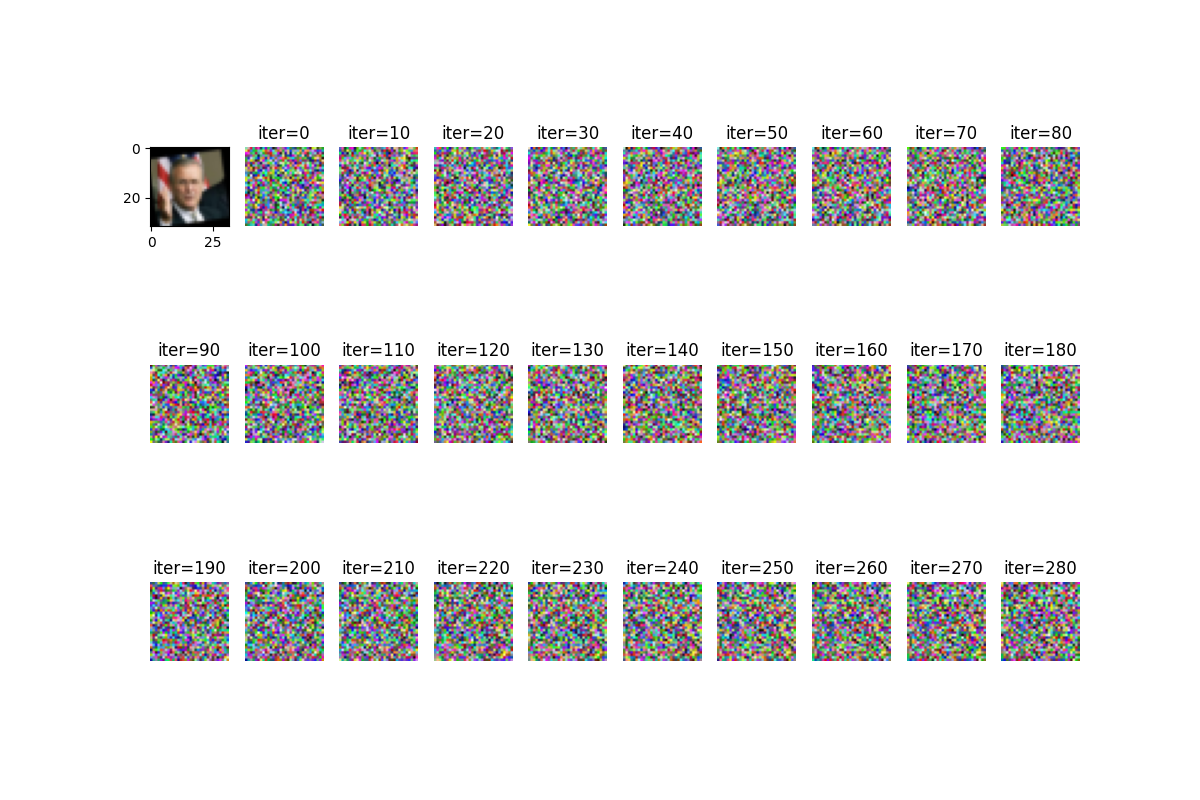 iter=0 iter=10 iter=20 iter=30 iter=40 iter=50 iter=60 iter=70 iter=80
0
20
0 25
iter=90 iter=100 iter=110 iter=120 iter=130 iter=140 iter=150 iter=160 iter=170 iter=180
iter=190 iter=200 iter=210 iter=220 iter=230 iter=240 iter=250 iter=260 iter=270 iter=280